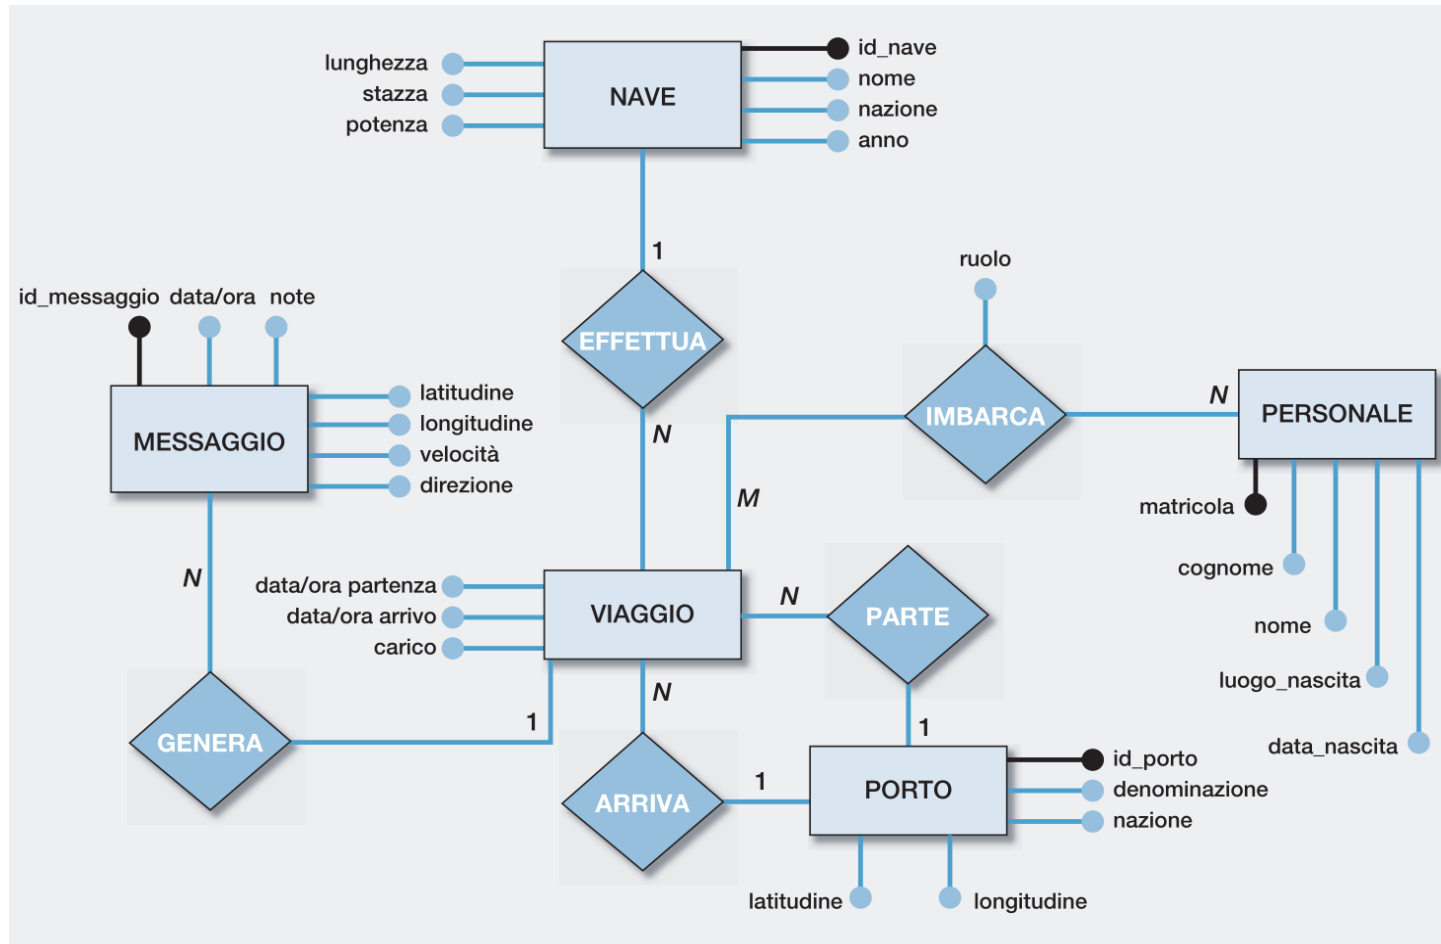 lunghezza
stazza
potenza
NAVE
id_nave
nome
nazione
anno
1
EFFETTUA
N
id_messaggio
data/ora
note
MESSAGGIO
latitudine
longitudine
velocità
direzione
N
GENERA
1
ruolo
IMBARCA
M
N
PERSONALE
matricola
cognome
nome
luogo_nascita
data_nascita
data/ora partenza
data/ora arrivo
carico
VIAGGIO
N
PARTE
1
N
ARRIVA
1
PORTO
id_porto
denominazione
nazione
latitudine
longitudine